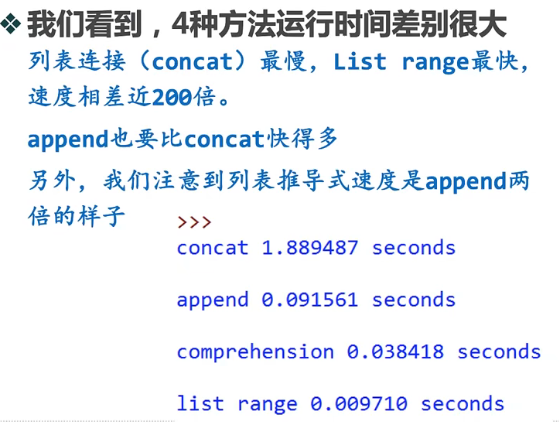 ❖ 我们看到，4种方法运行时间差别很大
列表连接（concat）最慢，List range最快，
速度相差近200倍。
append也要比concat快得多
另外，我们注意到列表推导式速度是append两
倍的样子
>>>
concat 1.889487 seconds
append 0.091561 seconds
comprehension 0.038418 seconds
list range 0.009710 seconds